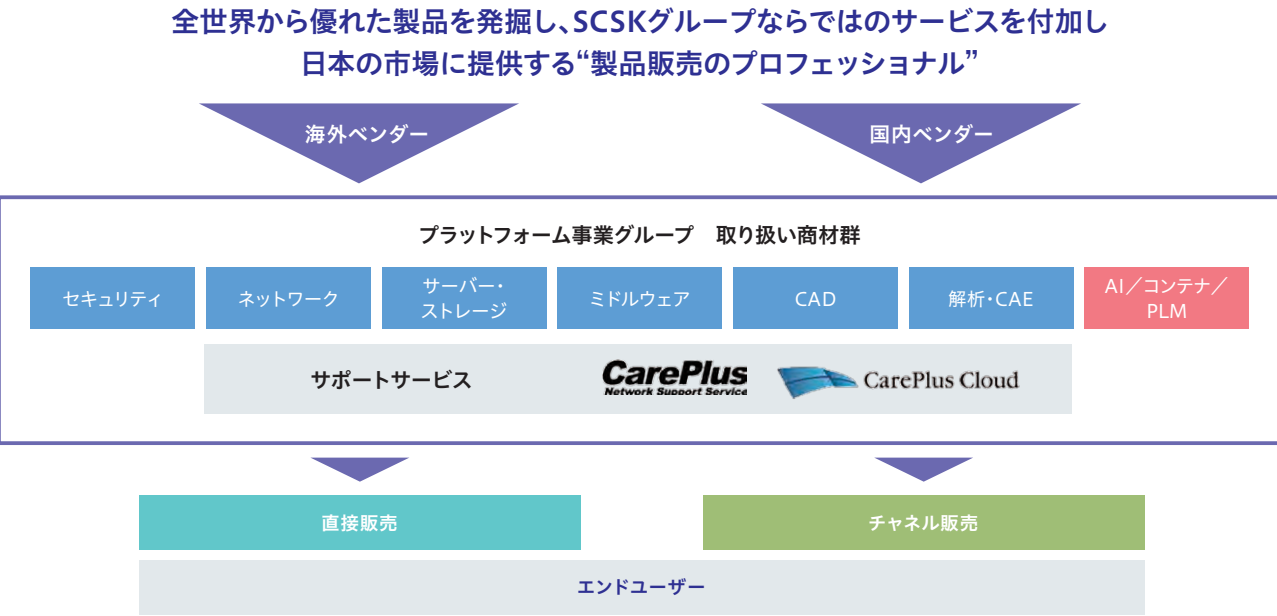 全世界から優れた製品を発掘し、SCSKグループならではのサービスを付加し
日本の市場に提供する“製品販売のプロフェッショナル”
海外ベンダー
国内ベンダー
プラットフォーム事業グループ　取り扱い商材群
セキュリティ
ネットワーク
サーバー・
ストレージ
ミドルウェア
CAD
解析・CAE
AI／コンテナ／
PLM
サポートサービス
CarePlus
Network Support Service
CarePlus Cloud
直接販売
チャネル販売
エンドユーザー